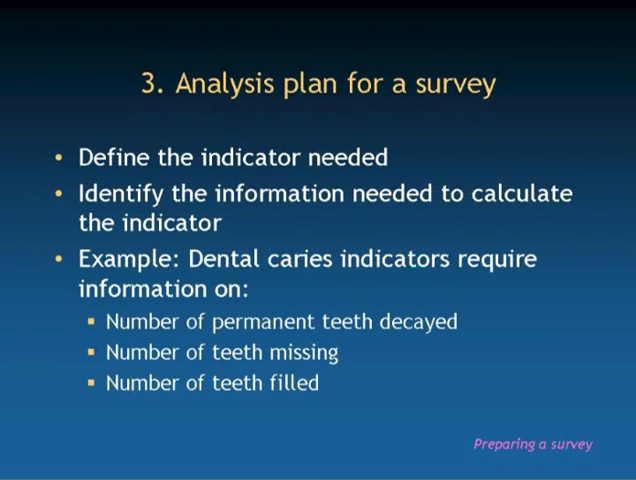 3. Analysis plan for a survey
• Define the indicator needed
• Identify the information needed to calculate
the indicator
• Example: Dental caries indicators require
information on:
▪ Number of permanent teeth decayed
▪ Number of teeth missing
▪ Number of teeth filled
Preparing a survey